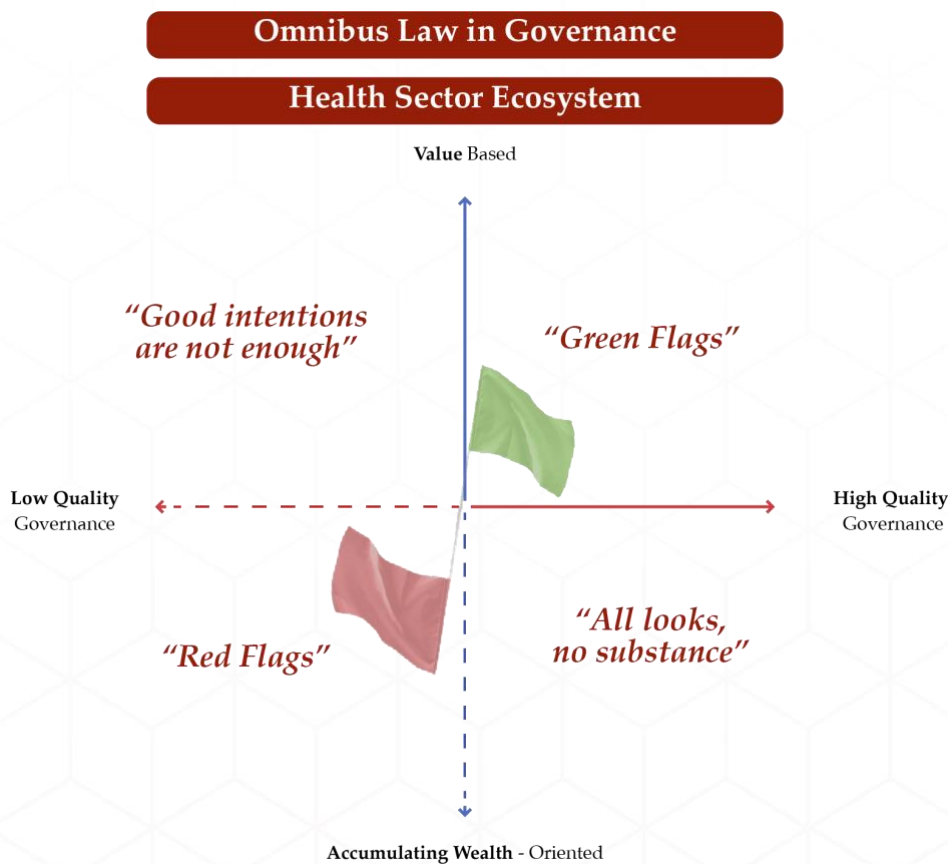 Omnibus Law in Governance
Health Sector Ecosystem
Value Based
“Good intentions
are not enough”
“Green Flags”
Low Quality
Governance
High Quality
Governance
“Red Flags”
“All looks,
no substance”
Accumulating Wealth - Oriented